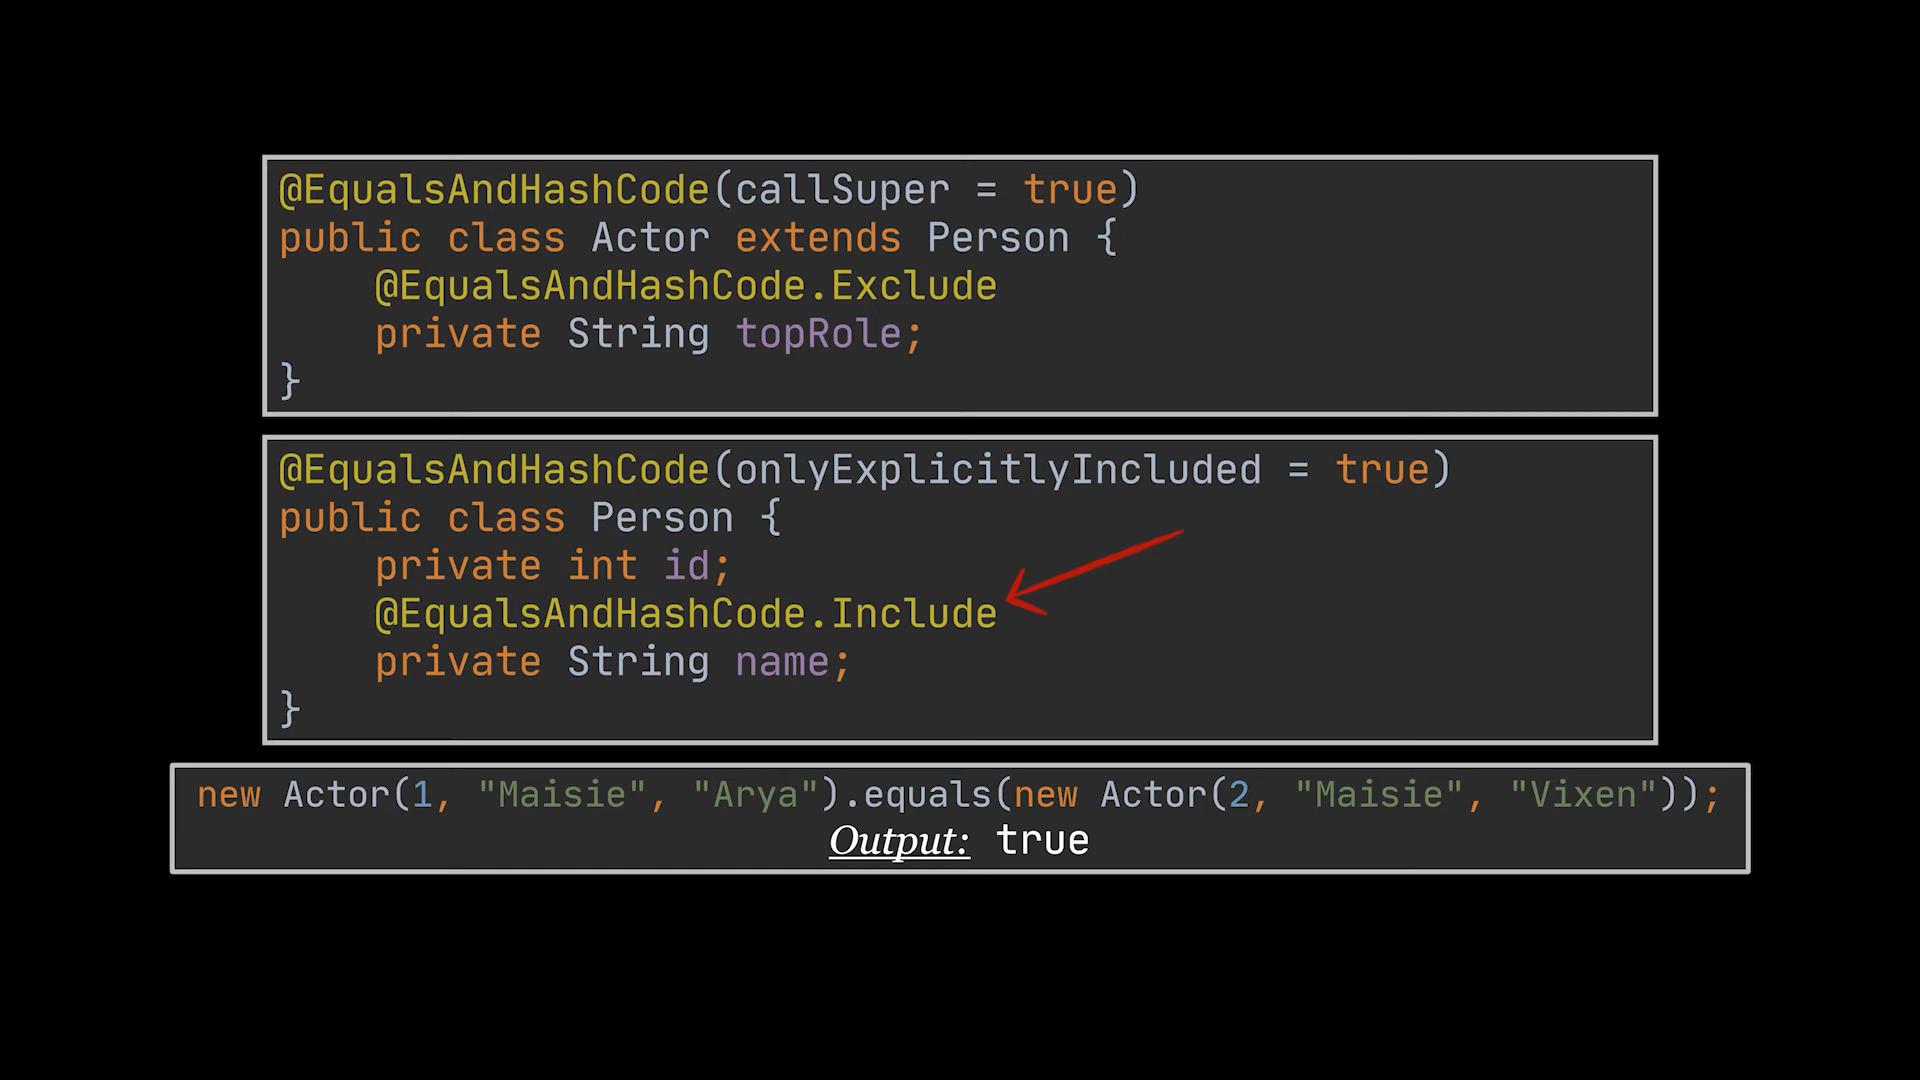 @EqualsAndHashCode(callSuper = true)
public class Actor extends Person {
    @EqualsAndHashCode.Exclude
    private String topRole;
}
@EqualsAndHashCode(onlyExplicitlyIncluded = true)
public class Person {
    private int id;
    @EqualsAndHashCode.Include
    private String name;
}
new Actor(1, "Maisie", "Arya").equals(new Actor(2, "Maisie", "Vixen"));
Output: true